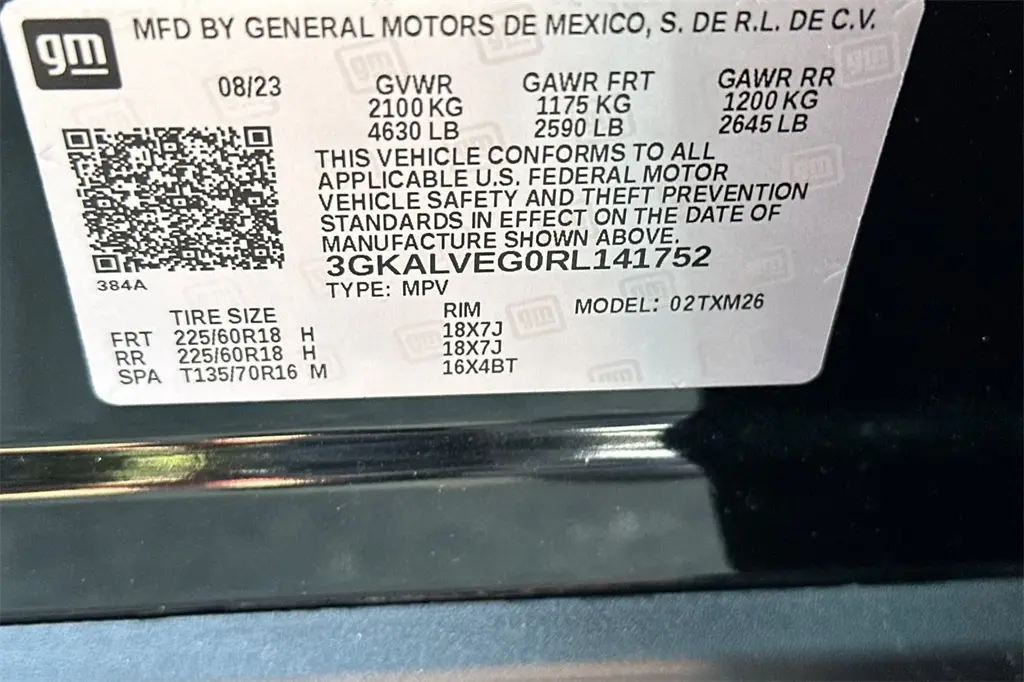 gm MFD BY GENERAL MOTORS DE MEXICO, S. DE R.L. DE C.V.
08/23 GVWR GAWR FRT GAWR RR
2100 KG 1175 KG 1200 KG
4630 LB 2590 LB 2645 LB
THIS VEHICLE CONFORMS TO ALL
APPLICABLE U.S. FEDERAL MOTOR
VEHICLE SAFETY AND THEFT PREVENTION
STANDARDS IN EFFECT ON THE DATE OF
MANUFACTURE SHOWN ABOVE.
3GKALVEG0RL141752
384A
TYPE: MPV
TIRE SIZE RIM MODEL: 02TXM26
FRT 225/60R18 H 18X7J
RR 225/60R18 H 18X7J
SPA T135/70R16 M 16X4BT